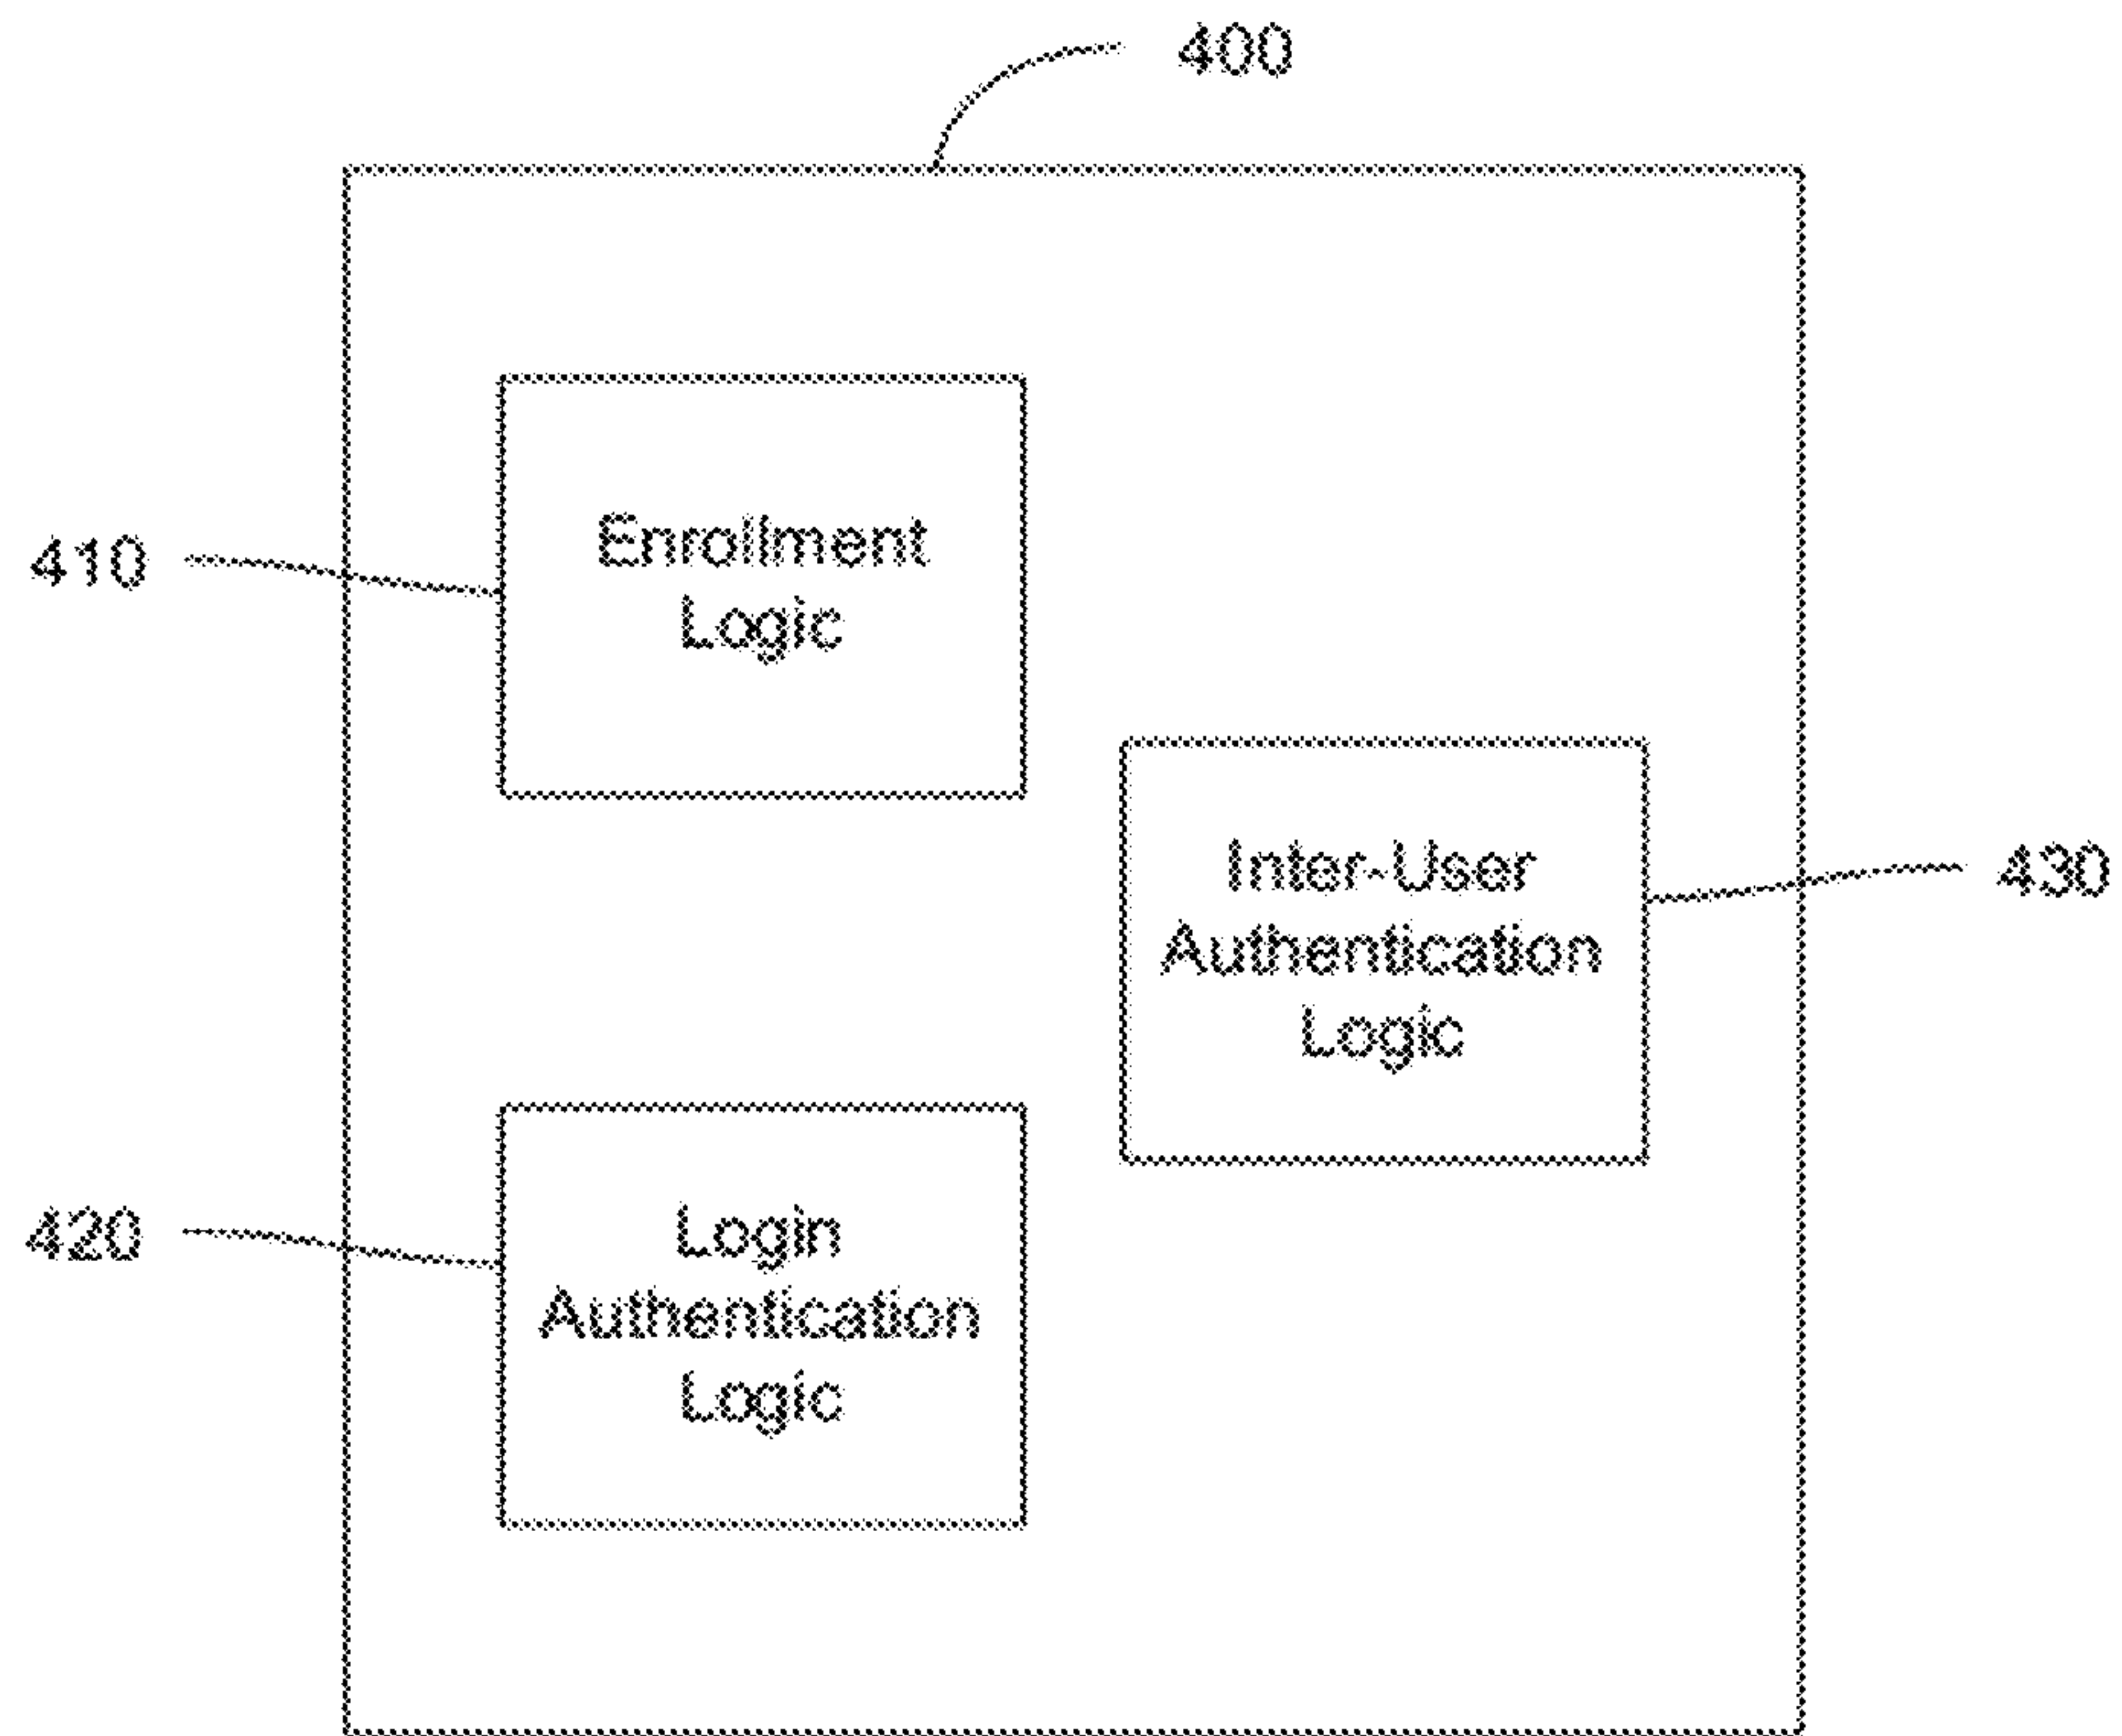 400
410
Enrollment
Logic
Inter-User
Authentication
Logic
430
420
Login
Authentication
Logic